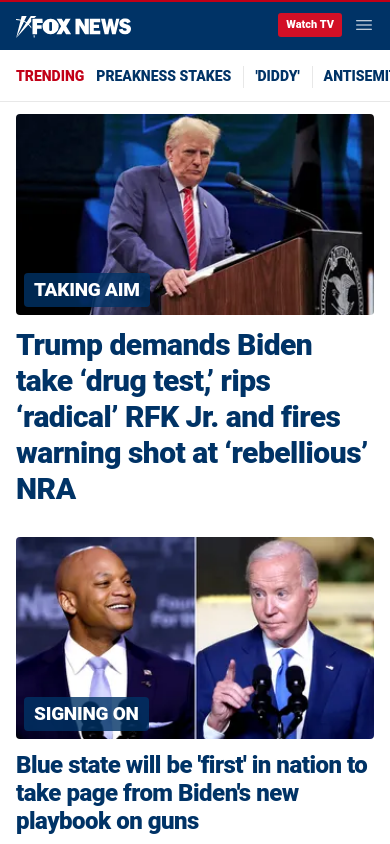 FOX NEWS
Watch TV
TRENDING PREAKNESS STAKES 'DIDDY' ANTISEMI
TAKING AIM
Trump demands Biden
take ‘drug test,’ rips
‘radical’ RFK Jr. and fires
warning shot at ‘rebellious’
NRA
SIGNING ON
Blue state will be 'first' in nation to
take page from Biden's new
playbook on guns